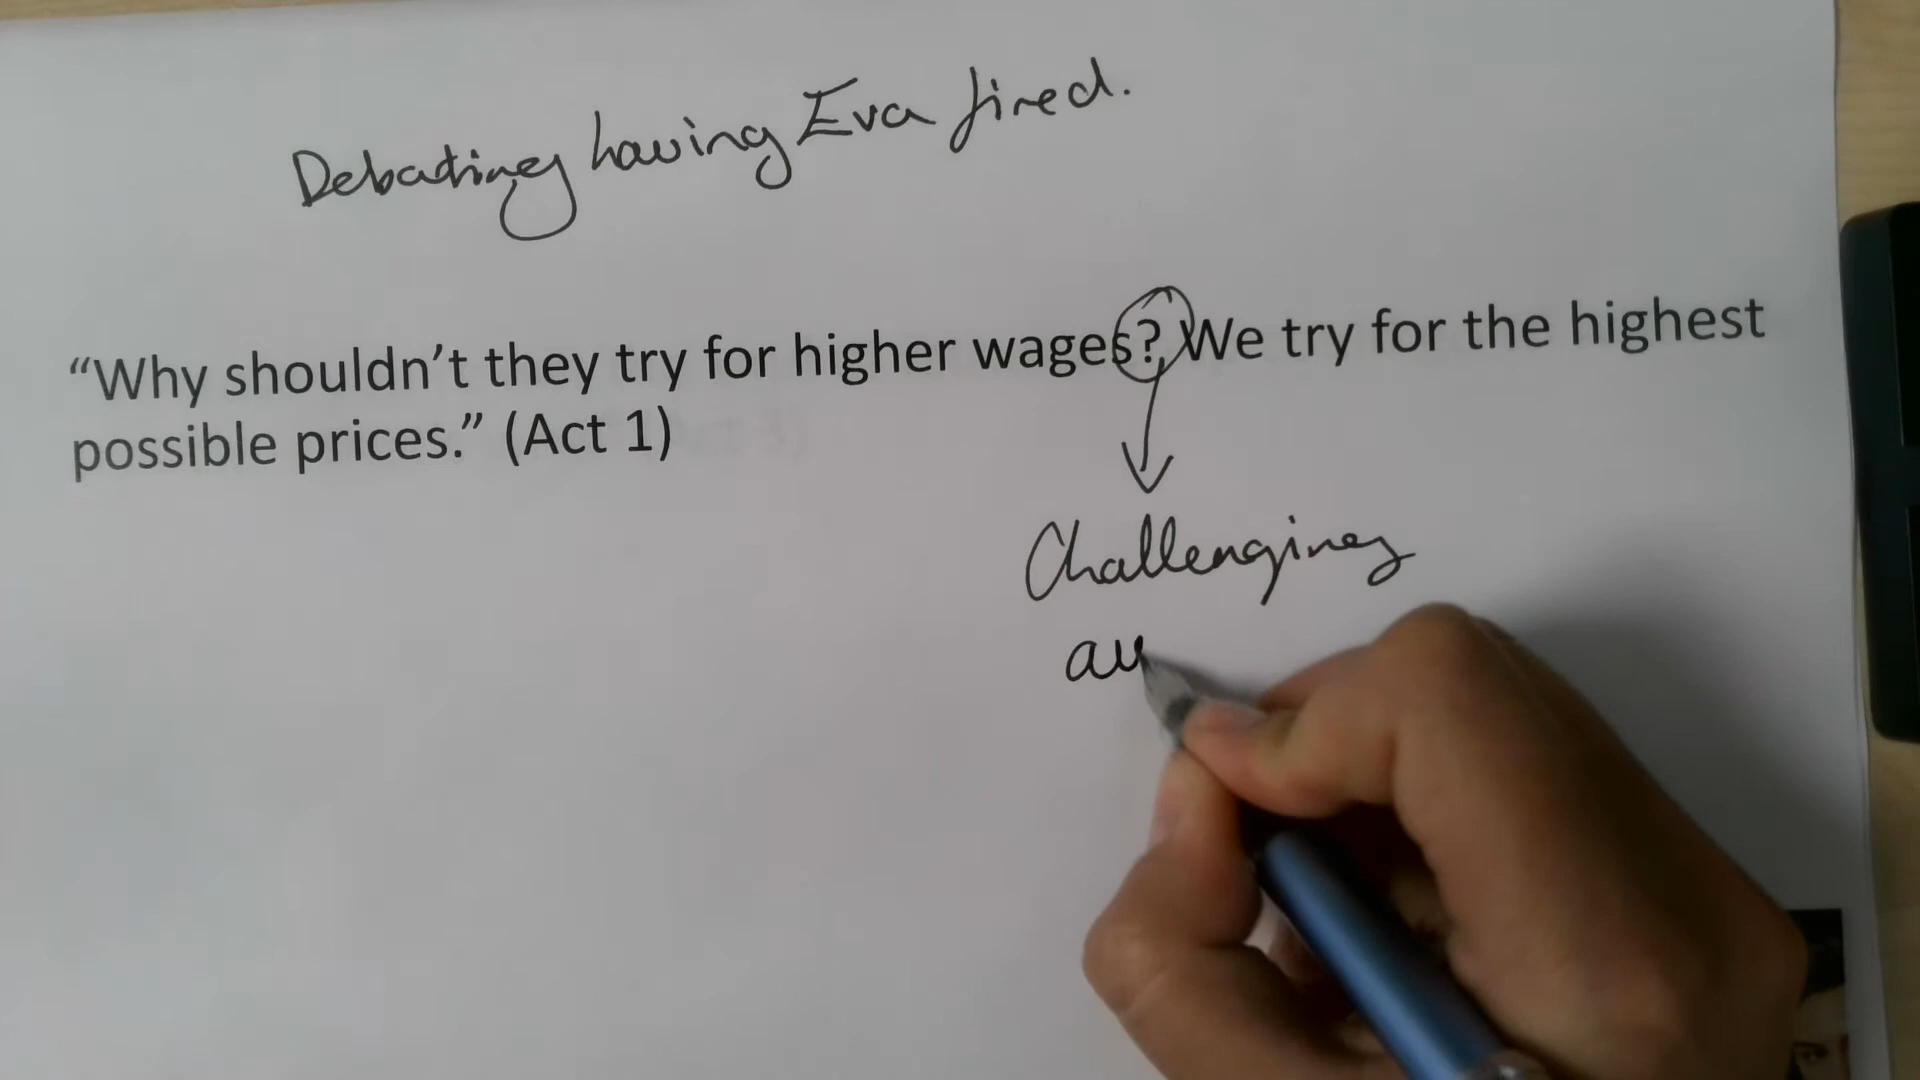 Debating having Eva fired.
“Why shouldn’t they try for higher wages? We try for the highest
possible prices.” (Act 1)
Challenging
au